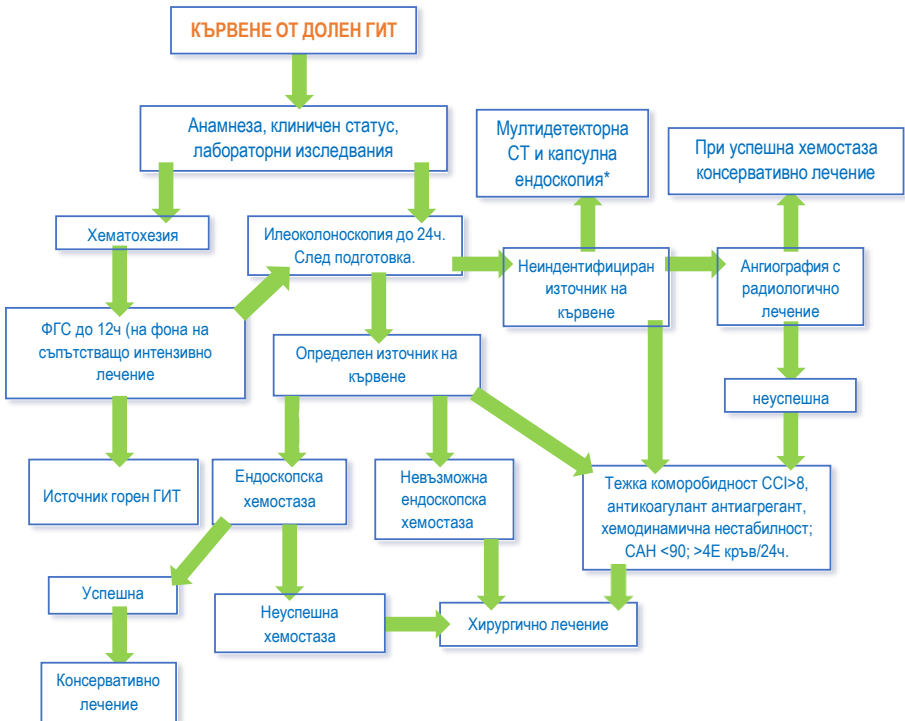 КЪРВЕНЕ ОТ ДОЛЕН ГИТ
Анамнеза, клиничен статус,
лабораторни изследвания
Мултидетекторна
СТ и капсулна
ендоскопия*
При успешна хемостаза
консервативно лечение
Хематохезия
Илеоколоноскопия до 24ч.
След подготовка.
Неиндентифициран
източник на
кървене
Ангиография с
радиологично
лечение
ФГС до 12ч (на фона на
съпътстващо интензивно
лечение
Определен източник на
кървене
неуспешна
Източник горен ГИТ
Ендоскопска
хемостаза
Невъзможна
ендоскопска
хемостаза
Тежка коморобидност CCI>8,
антикоагулант антиагрегант,
хемодинамична нестабилност;
САН <90; >4Е кръв/24ч.
Успешна
Неуспешна
хемостаза
Хирургично лечение
Консервативно
лечение